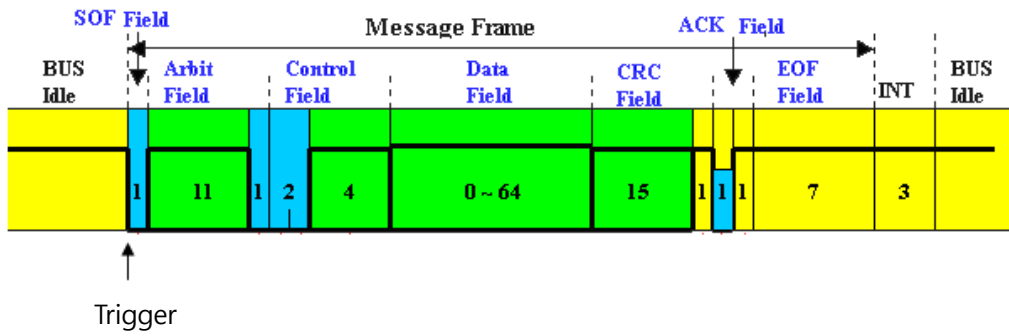 SOF Field
Message Frame
ACK Field
BUS Idle
Arbit Field
Control Field
Data Field
CRC Field
EOF Field
INT
BUS Idle
1 11 1 2 4 0 ~ 64 15 1 1 1 7 3
Trigger